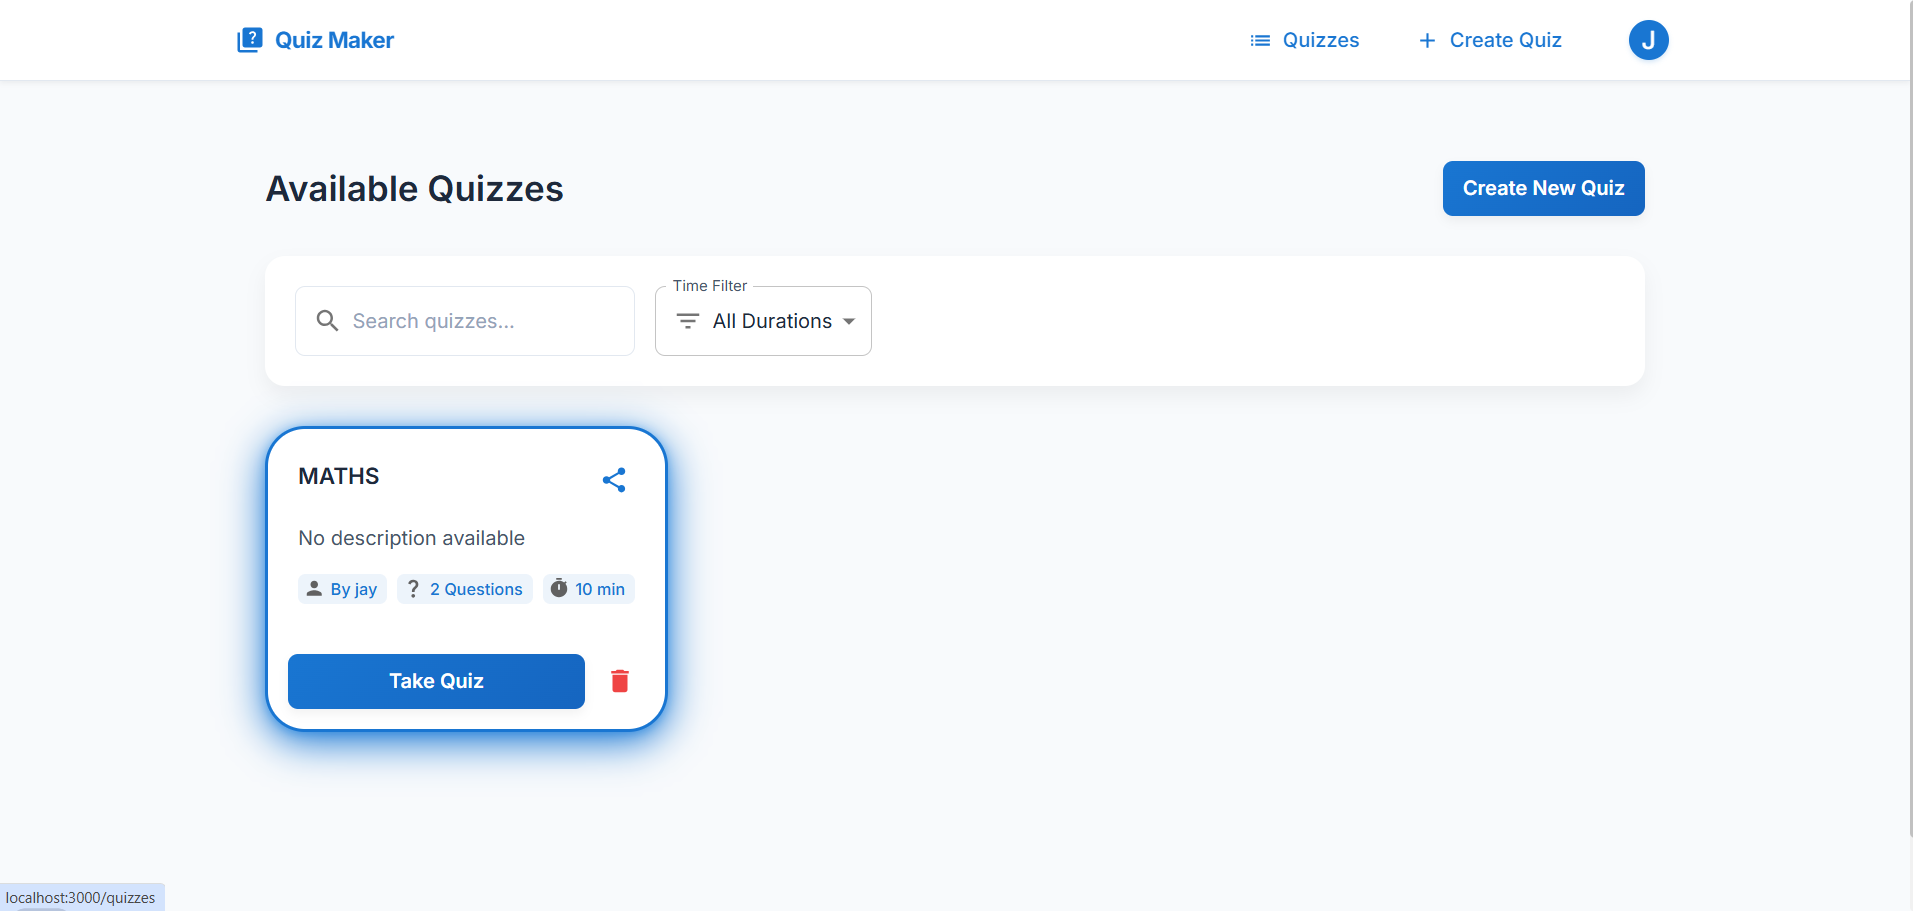 Quiz Maker
Quizzes
Create Quiz
J
Available Quizzes
Create New Quiz
Time Filter
Search quizzes...
All Durations
MATHS
No description available
By jay
? 2 Questions
10 min
Take Quiz
localhost:3000/quizzes